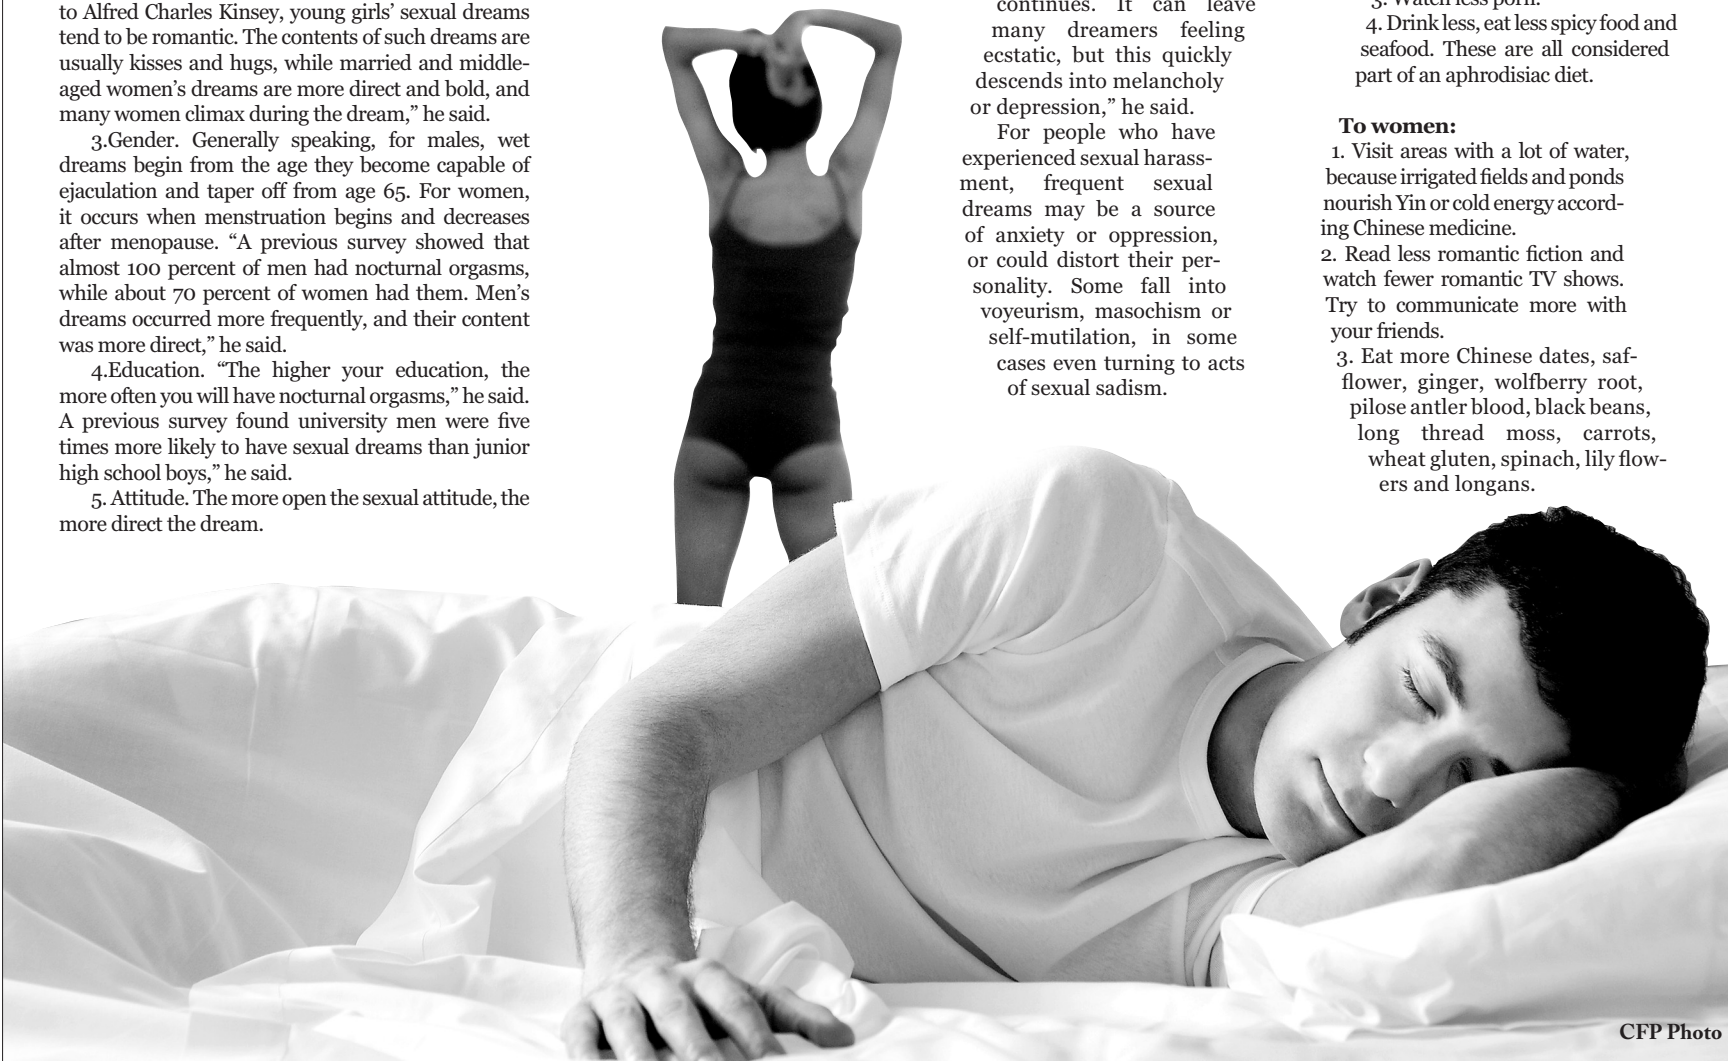 to Alfred Charles Kinsey, young girls’ sexual dreams
tend to be romantic. The contents of such dreams are
usually kisses and hugs, while married and middle-
aged women’s dreams are more direct and bold, and
many women climax during the dream,” he said.
3.Gender. Generally speaking, for males, wet
dreams begin from the age they become capable of
ejaculation and taper off from age 65. For women,
it occurs when menstruation begins and decreases
after menopause. “A previous survey showed that
almost 100 percent of men had nocturnal orgasms,
while about 70 percent of women had them. Men’s
dreams occurred more frequently, and their content
was more direct,” he said.
4.Education. “The higher your education, the
more often you will have nocturnal orgasms,” he said.
A previous survey found university men were five
times more likely to have sexual dreams than junior
high school boys,” he said.
5. Attitude. The more open the sexual attitude, the
more direct the dream.
continues. It can leave
many dreamers feeling
ecstatic, but this quickly
descends into melancholy
or depression,” he said.
For people who have
experienced sexual harass-
ment, frequent sexual
dreams may be a source
of anxiety or oppression,
or could distort their per-
sonality. Some fall into
voyeurism, masochism or
self-mutilation, in some
cases even turning to acts
of sexual sadism.
3. Watch less porn.
4. Drink less, eat less spicy food and
seafood. These are all considered
part of an aphrodisiac diet.
To women:
1. Visit areas with a lot of water,
because irrigated fields and ponds
nourish Yin or cold energy accord-
ing Chinese medicine.
2. Read less romantic fiction and
watch fewer romantic TV shows.
Try to communicate more with
your friends.
3. Eat more Chinese dates, saf-
flower, ginger, wolfberry root,
pilose antler blood, black beans,
long thread moss, carrots,
wheat gluten, spinach, lily flow-
ers and longans.
CFP Photo